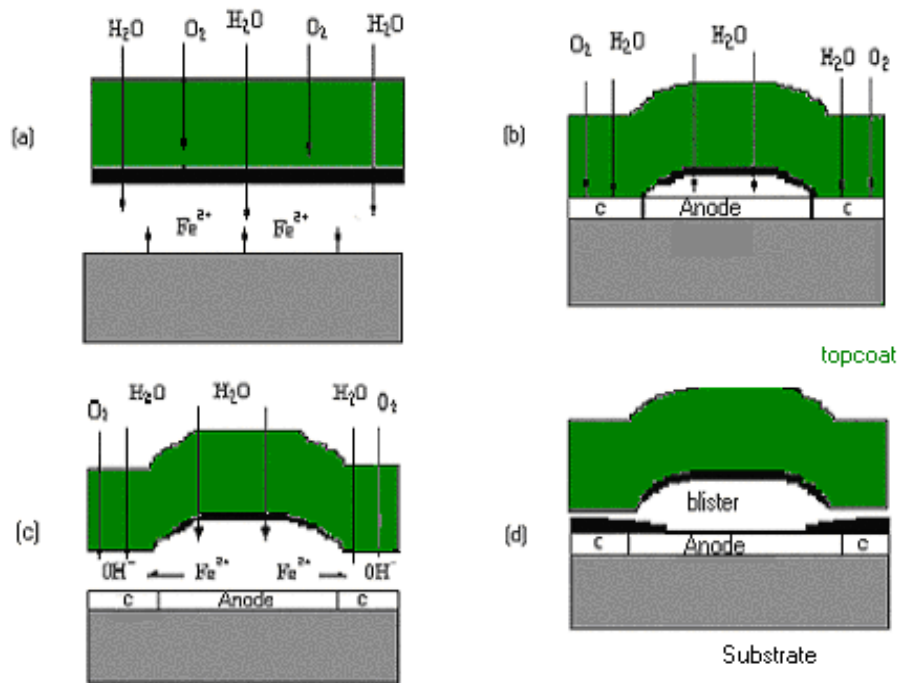 H₂O O₂ H₂O O₂ H₂O
(a)
Fe²⁺ Fe²⁺
O₂ H₂O H₂O H₂O O₂
(b)
c Anode c
topcoat
O₂ H₂O H₂O H₂O O₂
(c)
OH⁻ Fe²⁺ Fe²⁺ OH⁻
c Anode c
blister
(d)
c Anode c
Substrate